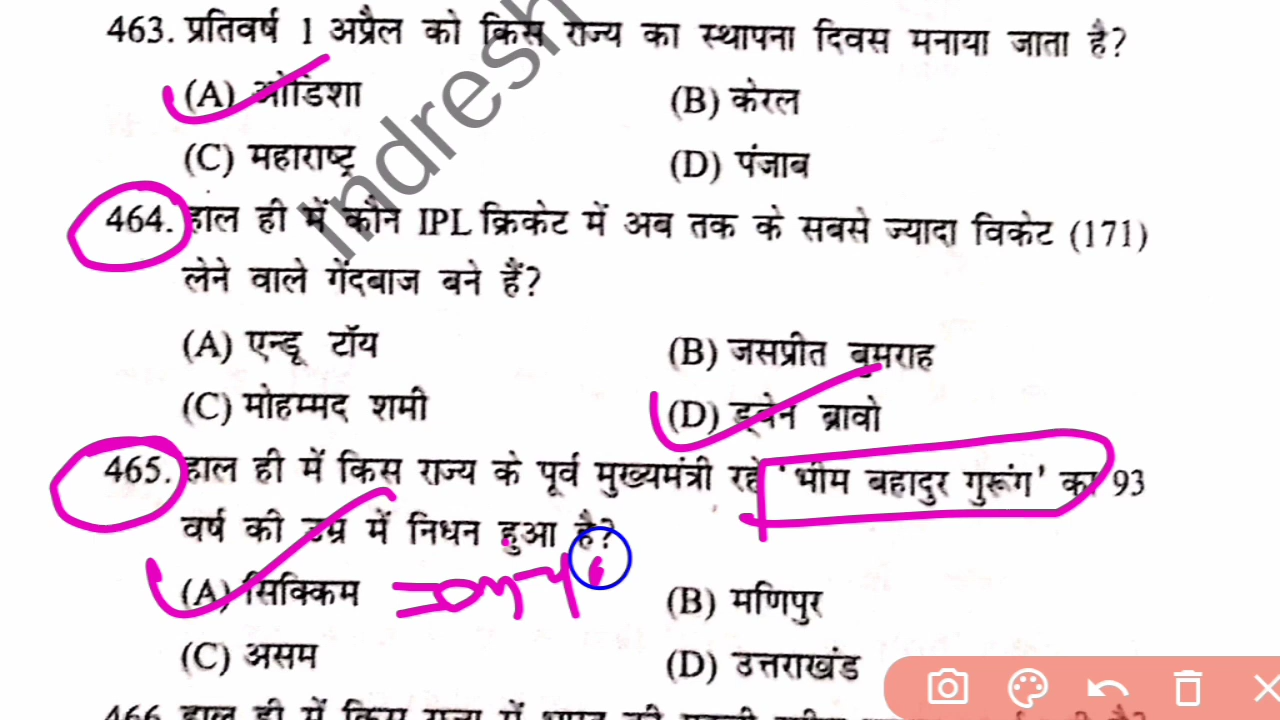 463. प्रतिवर्ष 1 अप्रैल को किस राज्य का स्थापना दिवस मनाया जाता है?
(A) ओडिशा (B) केरल
(C) महाराष्ट्र (D) पंजाब
Indresh
464. हाल ही में कौन IPL क्रिकेट में अब तक के सबसे ज्यादा विकेट (171)
लेने वाले गेंदबाज बने हैं?
(A) एन्ड्रू टॉय (B) जसप्रीत बुमराह
(C) मोहम्मद शमी (D) ड्वेन ब्रावो
465. हाल ही में किस राज्य के पूर्व मुख्यमंत्री रहे 'भीम बहादुर गुरूंग' का 93
वर्ष की उम्र में निधन हुआ है?
(A) सिक्किम (B) मणिपुर
(C) असम (D) उत्तराखंड
466 हाल ही में किस